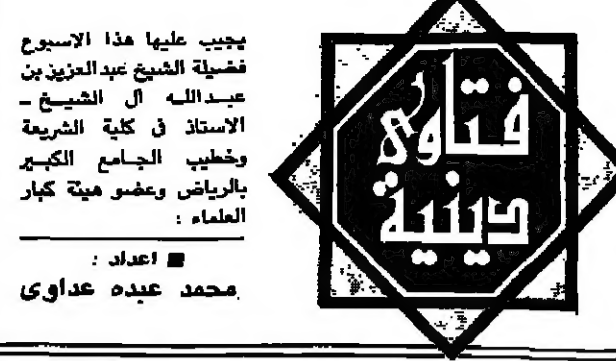 يجيب عليها هذا الاسبوع
فضيلة الشيخ عبدالعزيز بن
عبدالله آل الشيخ ـ
الاستاذ في كلية الشريعة
وخطيب الجامع الكبير
بالرياض وعضو هيئة كبار
العلماء :
■ اعداد :
محمد عبده عداوى
فتاوى
دينية